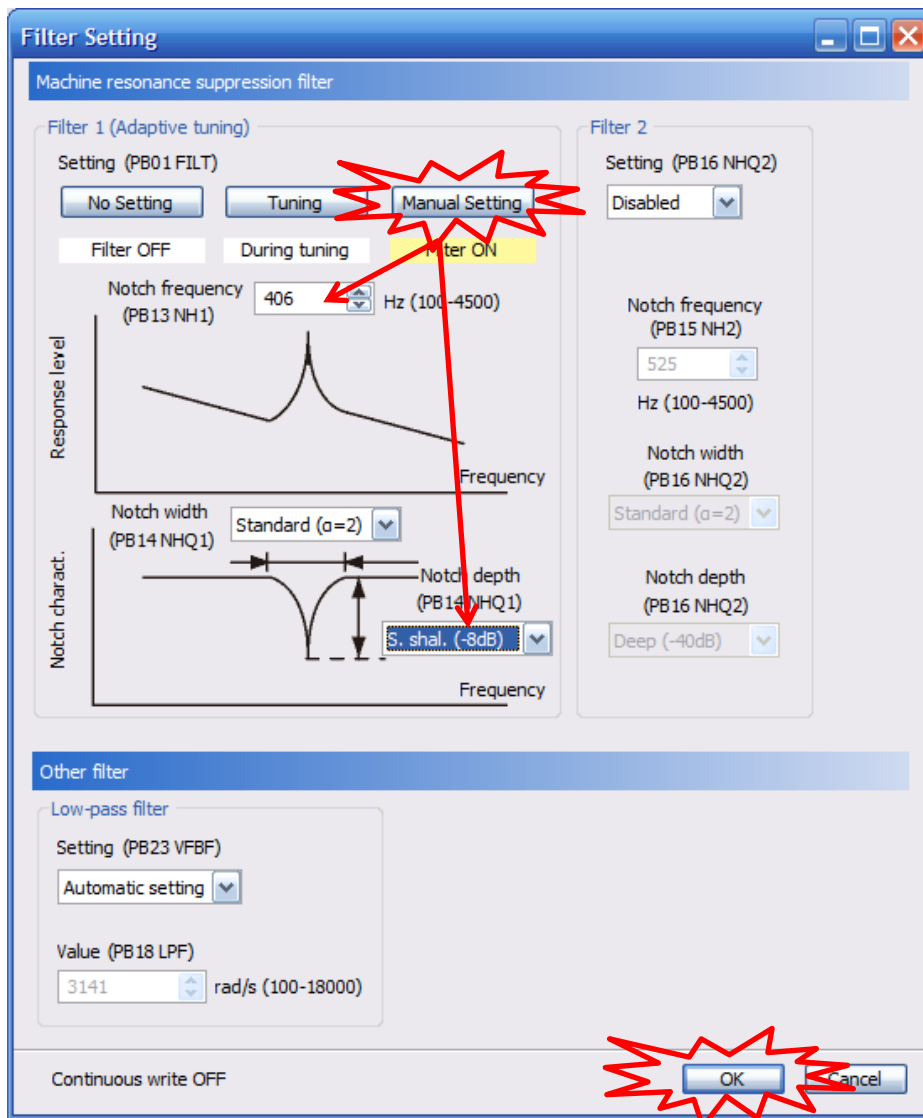 Filter Setting
Machine resonance suppression filter
Filter 1 (Adaptive tuning)
Setting (PB01 FILT)
No Setting
Tuning
Manual Setting
Filter OFF
During tuning
Filter ON
Notch frequency
(PB13 NH1)
406
Hz (100-4500)
Response level
Frequency
Notch width
(PB14 NHQ1)
Standard (α=2)
Notch charact.
Notch depth
(PB14 NHQ1)
S. shal. (-8dB)
Frequency
Filter 2
Setting (PB16 NHQ2)
Disabled
Notch frequency
(PB15 NH2)
525
Hz (100-4500)
Notch width
(PB16 NHQ2)
Standard (α=2)
Notch depth
(PB16 NHQ2)
Deep (-40dB)
Other filter
Low-pass filter
Setting (PB23 VFBF)
Automatic setting
Value (PB18 LPF)
3141
rad/s (100-18000)
Continuous write OFF
OK
Cancel